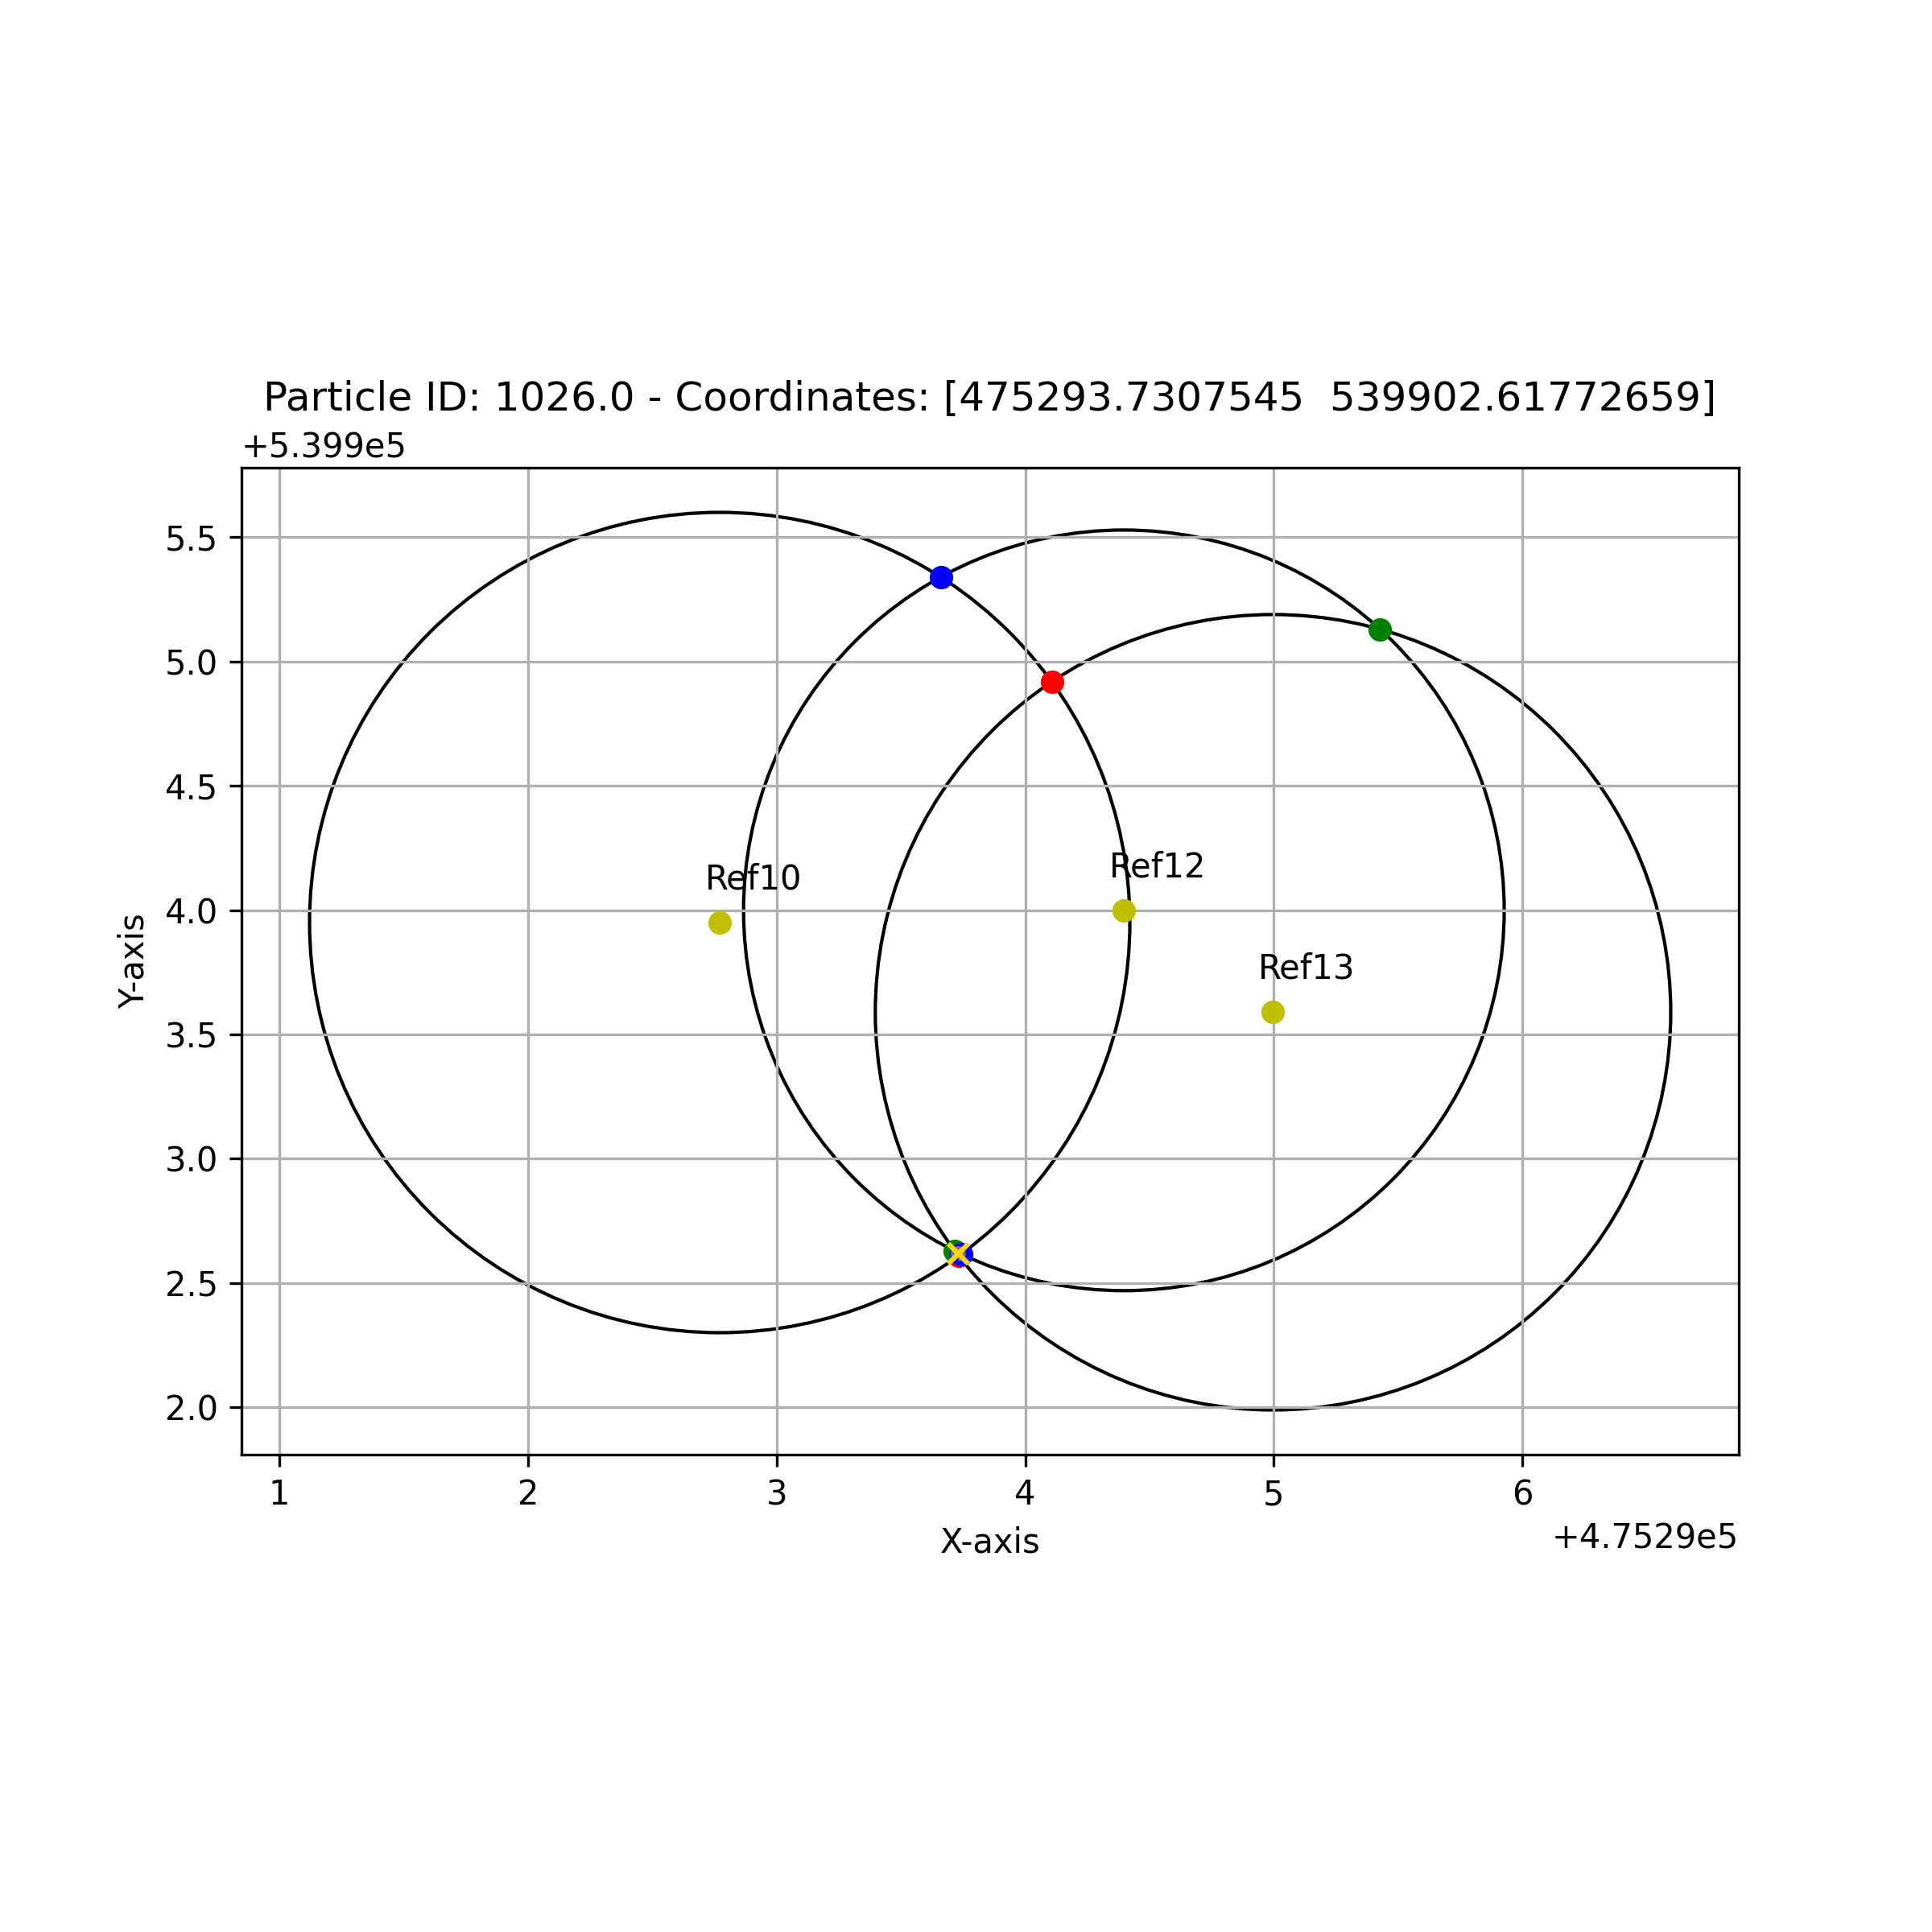 Particle ID: 1026.0 - Coordinates: [475293.7307545  539902.61772659]
+5.399e5
5.5
5.0
4.5
4.0
3.5
3.0
2.5
2.0
Y-axis
Ref10
Ref12
Ref13
1 2 3 4 5 6
X-axis
+4.7529e5